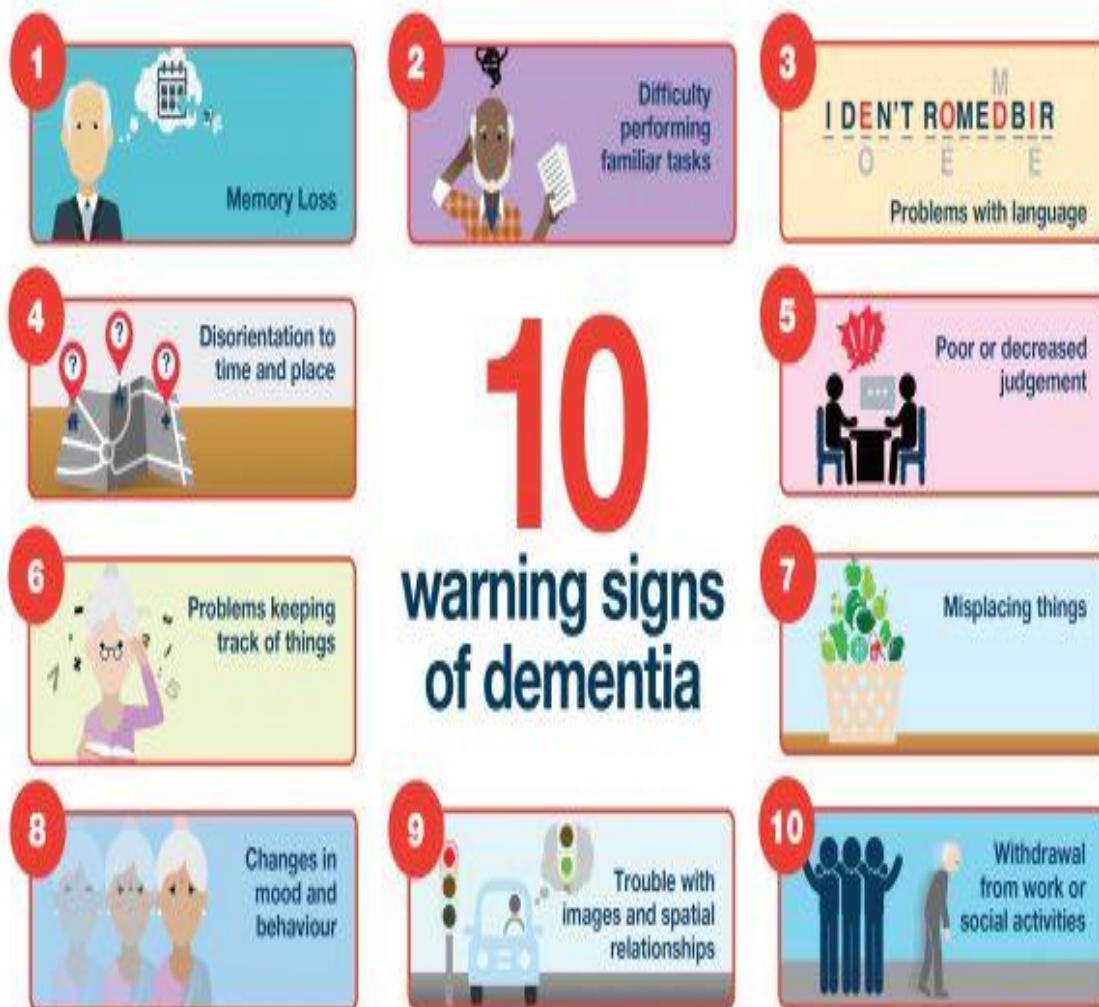 1
Memory Loss
2
Difficulty
performing
familiar tasks
3
M
I DEN'T ROMEDBIR
O E E
Problems with language
4
? ? ?
Disorientation to
time and place
5
Poor or decreased
judgement
10
warning signs
of dementia
6
Problems keeping
track of things
7
Misplacing things
8
Changes in
mood and
behaviour
9
Trouble with
images and spatial
relationships
10
Withdrawal
from work or
social activities